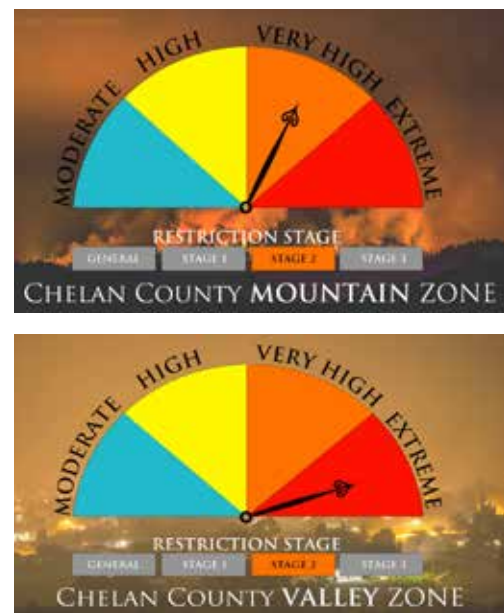 MODERATE HIGH VERY HIGH EXTREME
RESTRICTION STAGE
GENERAL STAGE 1 STAGE 2 STAGE 3
CHELAN COUNTY MOUNTAIN ZONE
MODERATE HIGH VERY HIGH EXTREME
RESTRICTION STAGE
GENERAL STAGE 1 STAGE 2 STAGE 3
CHELAN COUNTY VALLEY ZONE